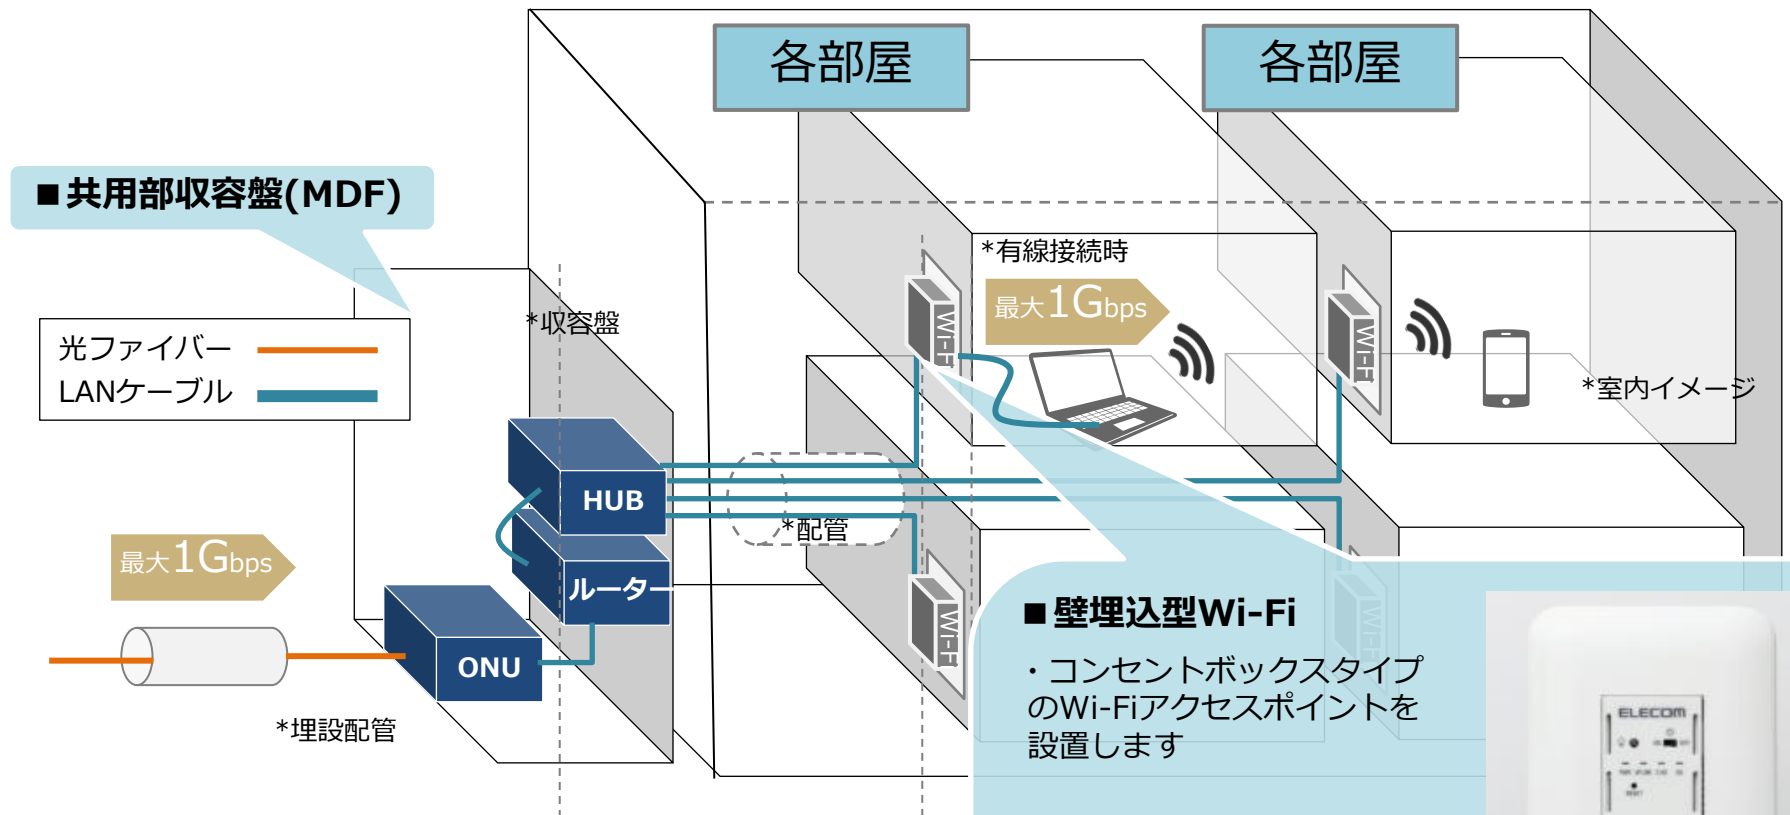 各部屋
各部屋
■共用部収容盤(MDF)
*有線接続時
最大1Gbps
*収容盤
光ファイバー
LANケーブル
Wi-Fi
Wi-Fi
*室内イメージ
HUB
*配管
最大1Gbps
ルーター
ONU
Wi-Fi
Wi-Fi
*埋設配管
■壁埋込型Wi-Fi
・コンセントボックスタイプ
のWi-Fiアクセスポイントを
設置します
ELECOM
RESET